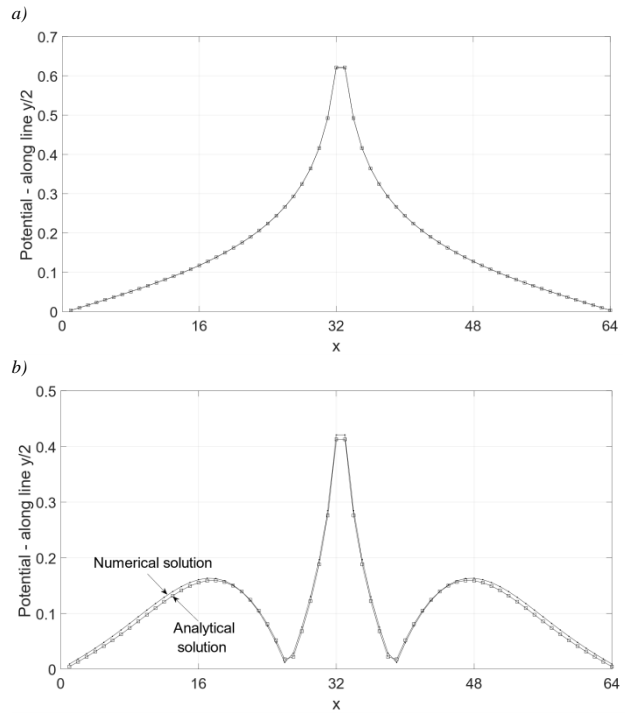 a)
0.7
0.6
0.5
0.4
0.3
0.2
0.1
0
Potential - along line y/2
0 16 32 48 64
x
b)
0.5
0.4
0.3
0.2
0.1
0
Potential - along line y/2
Numerical solution
Analytical
solution
0 16 32 48 64
x